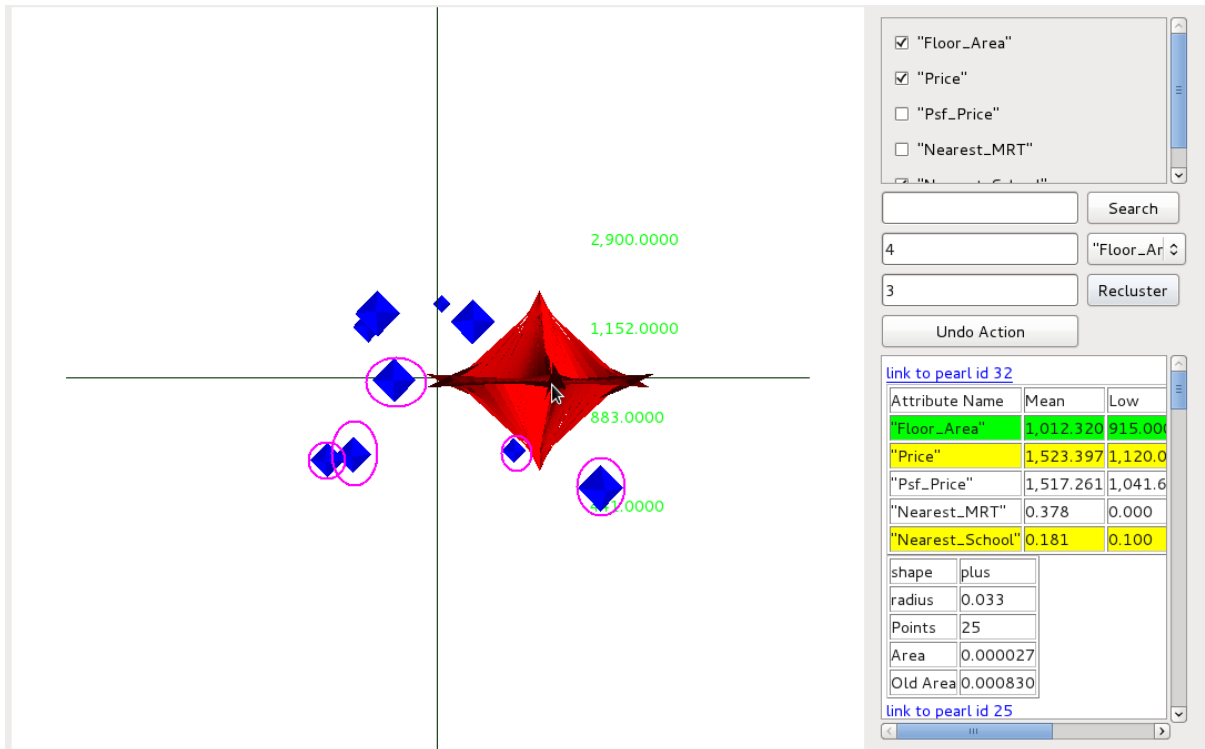 "Floor_Area"
"Price"
"Psf_Price"
"Nearest_MRT"
Search
4 "Floor_Ar
3 Recluster
Undo Action
2,900.0000
1,152.0000
883.0000
link to pearl id 32
Attribute Name Mean Low
"Floor_Area" 1,012.320 915.00
"Price" 1,523.397 1,120.0
"Psf_Price" 1,517.261 1,041.6
"Nearest_MRT" 0.378 0.000
"Nearest_School" 0.181 0.100
shape plus
radius 0.033
Points 25
Area 0.000027
Old Area 0.000830
link to pearl id 25